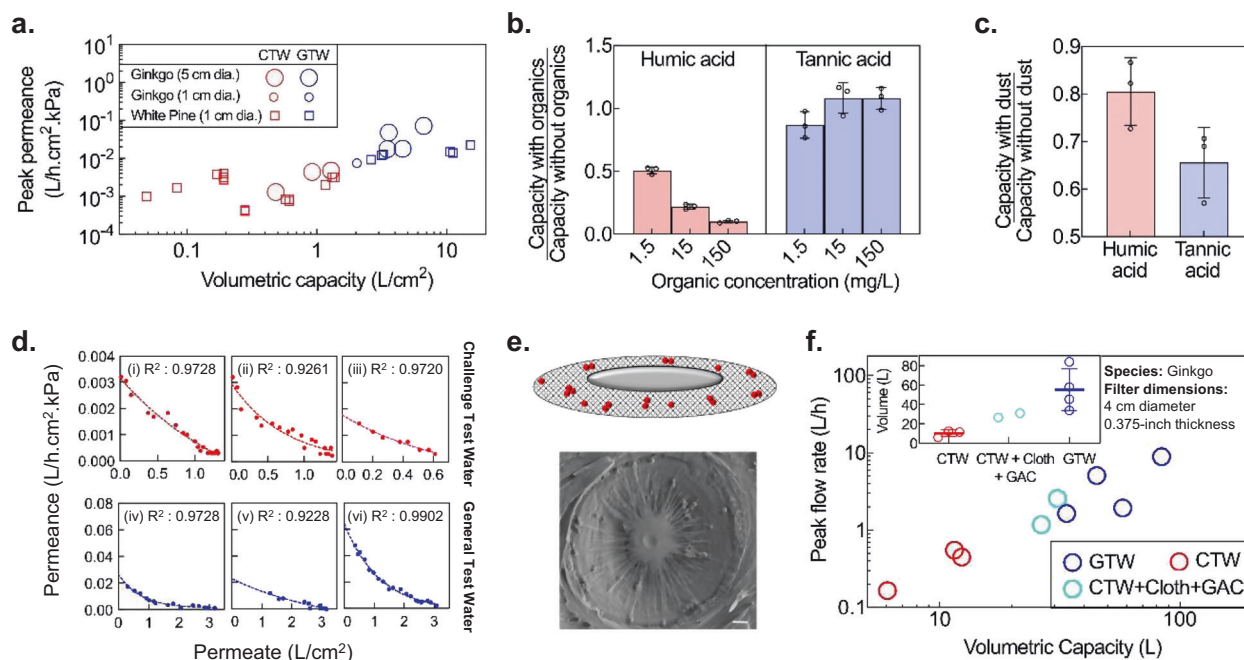 a.
Peak permeance
(L/h.cm².kPa)
10¹
10⁰
10⁻¹
10⁻²
10⁻³
10⁻⁴
CTW GTW
Ginkgo (5 cm dia.)
Ginkgo (1 cm dia.)
White Pine (1 cm dia.)
0.1 1 10
Volumetric capacity (L/cm²)
b.
Capacity with organics
Capacity without organics
1.5
1.0
0.5
0.0
Humic acid
Tannic acid
1.5 15 150 1.5 15 150
Organic concentration (mg/L)
c.
Capacity with dust
Capacity without dust
0.9
0.8
0.7
0.6
0.5
Humic
acid
Tannic
acid
d.
Permeance (L/h.cm².kPa)
0.004
0.003
0.002
0.001
0.000
(i) R² : 0.9728
(ii) R² : 0.9261
(iii) R² : 0.9720
0.0 0.5 1.0
0.0 0.5 1.0
0.0 0.2 0.4 0.6
Challenge Test Water
0.08
0.06
0.04
0.02
0.00
(iv) R² : 0.9728
(v) R² : 0.9228
(vi) R² : 0.9902
0 1 2 3
0 1 2 3
0 1 2 3
General Test Water
Permeate (L/cm²)
e.
f.
Peak flow rate (L/h)
100
10
1
0.1
Volume (L)
80
60
40
20
0
CTW
CTW + Cloth
+ GAC
GTW
Species: Ginkgo
Filter dimensions:
4 cm diameter
0.375-inch thickness
GTW CTW
CTW+Cloth+GAC
10 100
Volumetric Capacity (L)